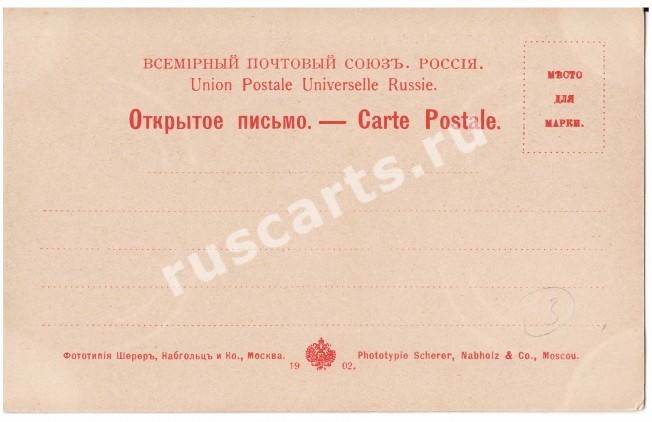 ВСЕМІРНЫЙ ПОЧТОВЫЙ СОЮЗЪ. РОССІЯ.
Union Postale Universelle Russie.
Открытое письмо. — Carte Postale.
МѢСТО
ДЛЯ
МАРКИ.
ruscarts.ru
3
Фототипія Шереръ, Набгольцъ и Ко., Москва.
Phototypie Scherer, Nabholz & Co., Moscou.
19 02.